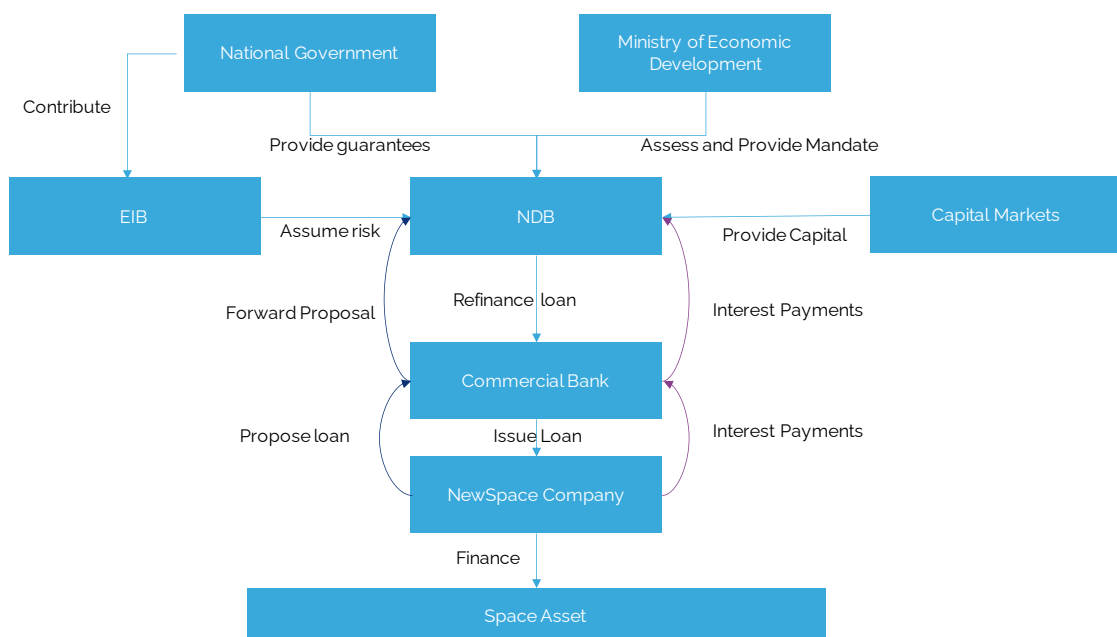 National Government
Ministry of Economic
Development
Contribute
Provide guarantees
Assess and Provide Mandate
EIB
NDB
Capital Markets
Assume risk
Provide Capital
Refinance loan
Forward Proposal
Interest Payments
Commercial Bank
Propose loan
Issue Loan
Interest Payments
NewSpace Company
Finance
Space Asset